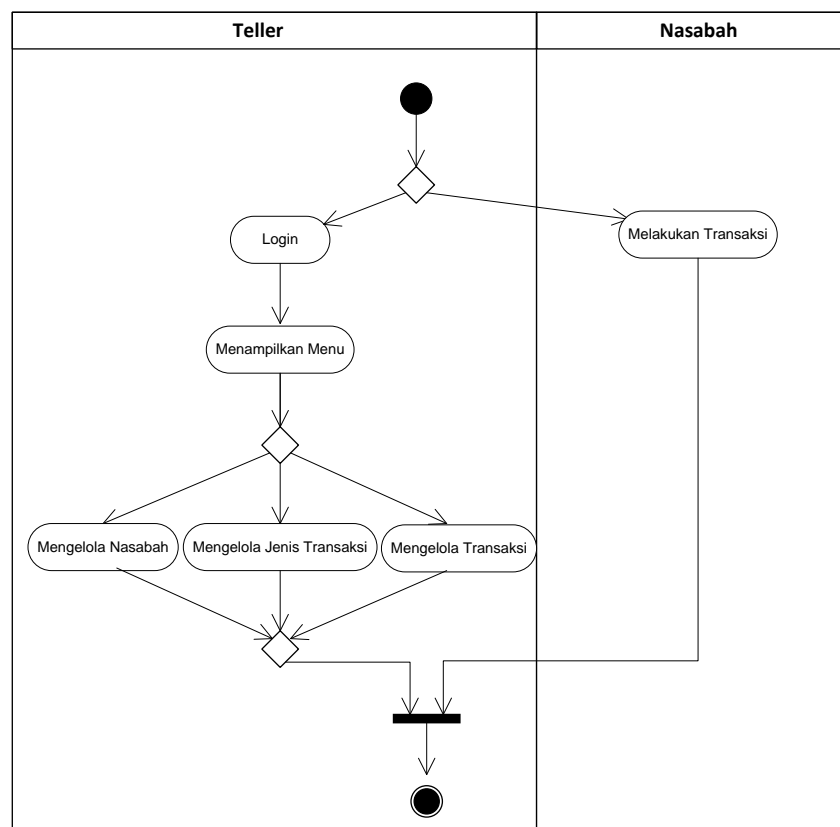 Teller
Nasabah
Login
Melakukan Transaksi
Menampilkan Menu
Mengelola Nasabah
Mengelola Jenis Transaksi
Mengelola Transaksi